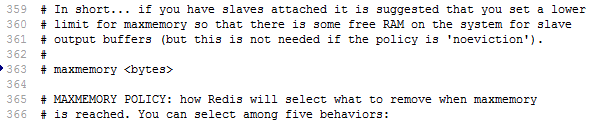 359 # In short... if you have slaves attached it is suggested that you set a lower
360 # limit for maxmemory so that there is some free RAM on the system for slave
361 # output buffers (but this is not needed if the policy is 'noeviction').
362 #
363 # maxmemory <bytes>
364
365 # MAXMEMORY POLICY: how Redis will select what to remove when maxmemory
366 # is reached. You can select among five behaviors: